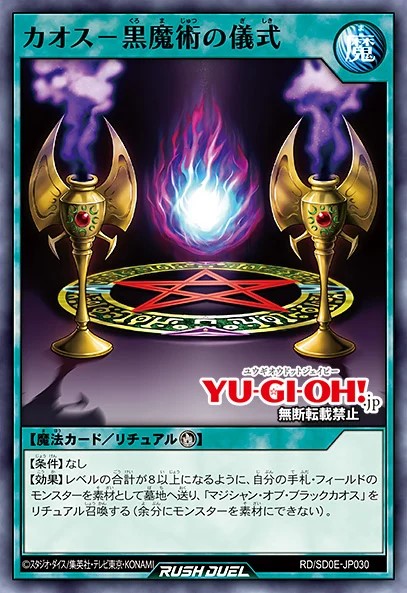 カオス－黒魔術の儀式
くろ ま じゅつ ぎ しき
魔
ユウギオウドットジェイピー
YU-GI-OH!.jp
無断転載禁止
【魔法カード／リチュアル】
【条件】なし
【効果】レベルの合計が8以上になるように、自分の手札・フィールドの
モンスターを素材として墓地へ送り、「マジシャン・オブ・ブラックカオス」を
リチュアル召喚する（余分にモンスターを素材にできない）。
©スタジオ・ダイス/集英社・テレビ東京・KONAMI
RUSH DUEL
RD/SD0E-JP030